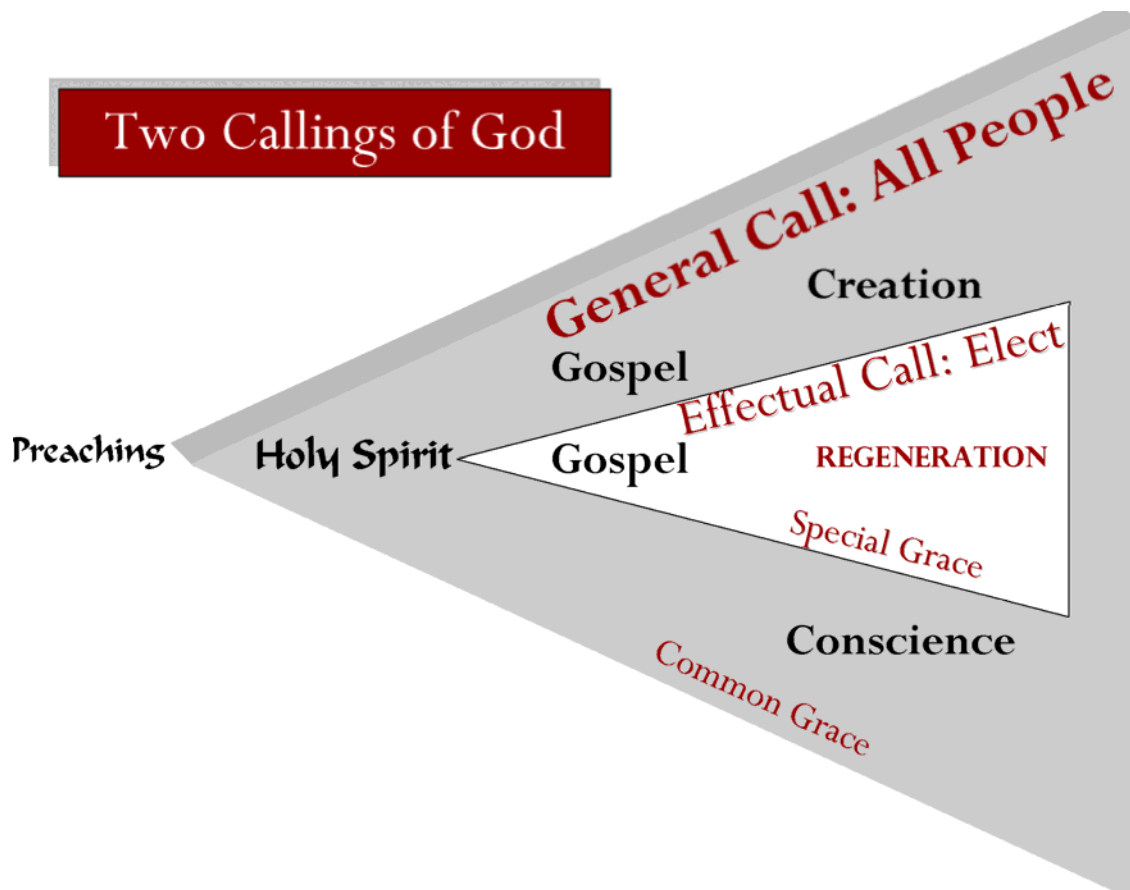 Two Callings of God
General Call: All People
Creation
Gospel
Effectual Call: Elect
Preaching
Holy Spirit
Gospel
REGENERATION
Special Grace
Conscience
Common Grace